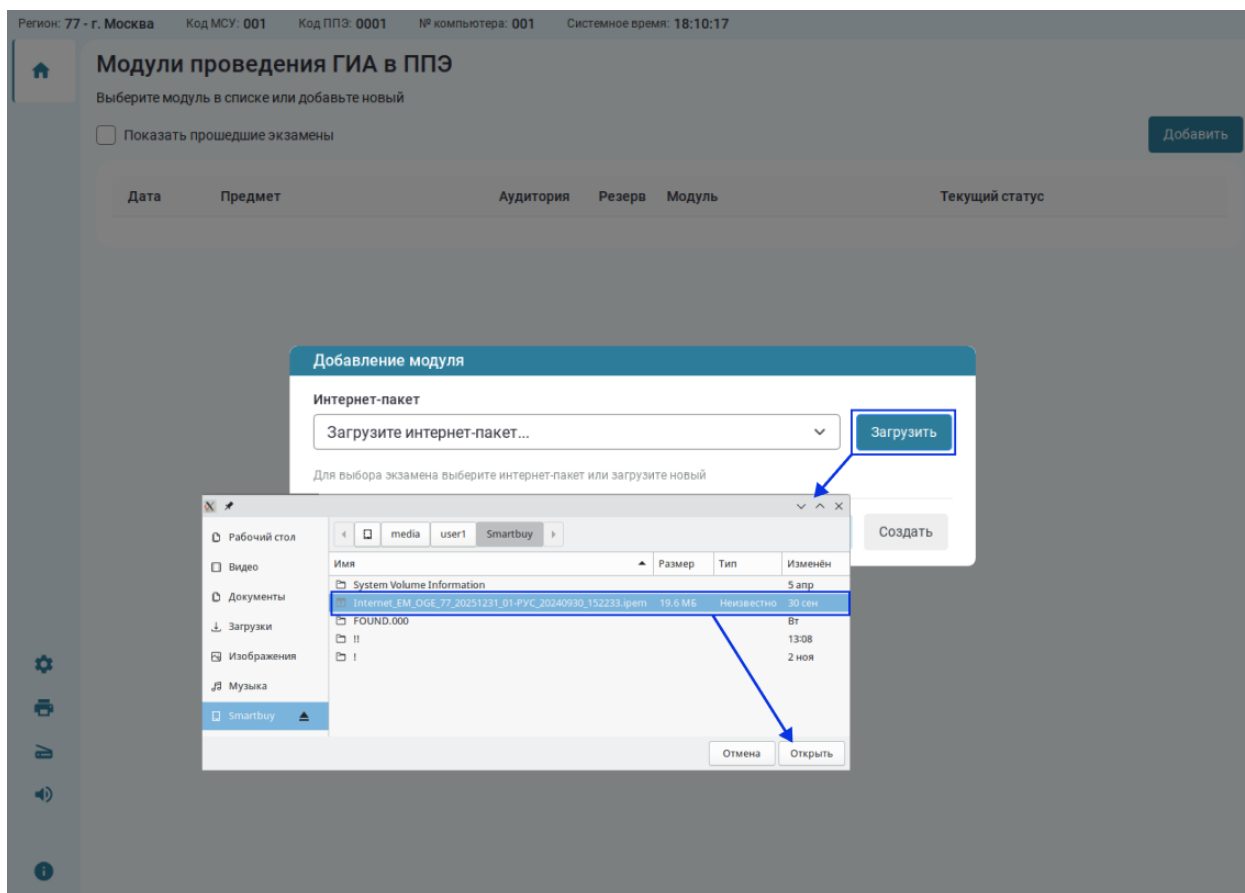 Регион: 77 - г. Москва Код МСУ: 001 Код ППЭ: 0001 № компьютера: 001 Системное время: 18:10:17
Модули проведения ГИА в ППЭ
Выберите модуль в списке или добавьте новый
Показать прошедшие экзамены Добавить
Дата Предмет Аудитория Резерв Модуль Текущий статус
Добавление модуля
Интернет-пакет
Загрузите интернет-пакет... Загрузить
Для выбора экзамена выберите интернет-пакет или загрузите новый
Создать
Рабочий стол media user1 Smartbuy
Видео Имя Размер Тип Изменён
System Volume Information 5 апр
Документы Internet_EM_OGE_77_20251231_01-РУС_20240930_152233.ipem 19.6 МБ Неизвестно 30 сен
Загрузки FOUND.000 Вт
!! 13:08
Изображения ! 2 ноя
Музыка
Smartbuy
Отмена Открыть